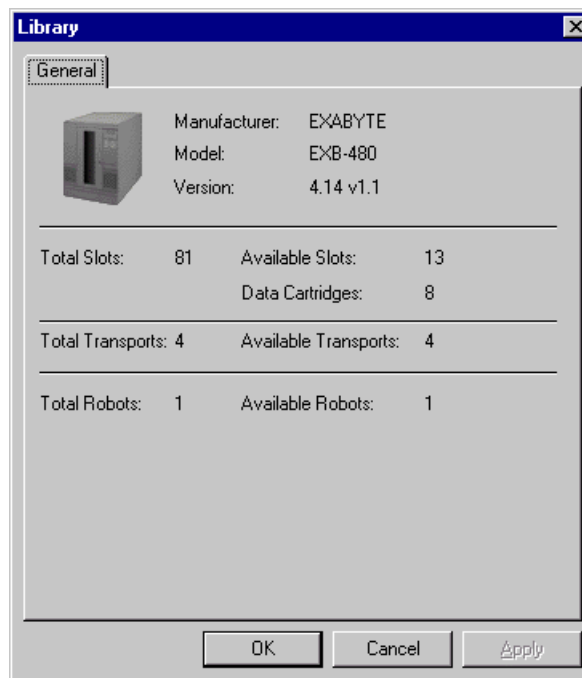 Library
General
Manufacturer: EXABYTE
Model: EXB-480
Version: 4.14 v1.1
Total Slots: 81 Available Slots: 13
Data Cartridges: 8
Total Transports: 4 Available Transports: 4
Total Robots: 1 Available Robots: 1
OK Cancel Apply